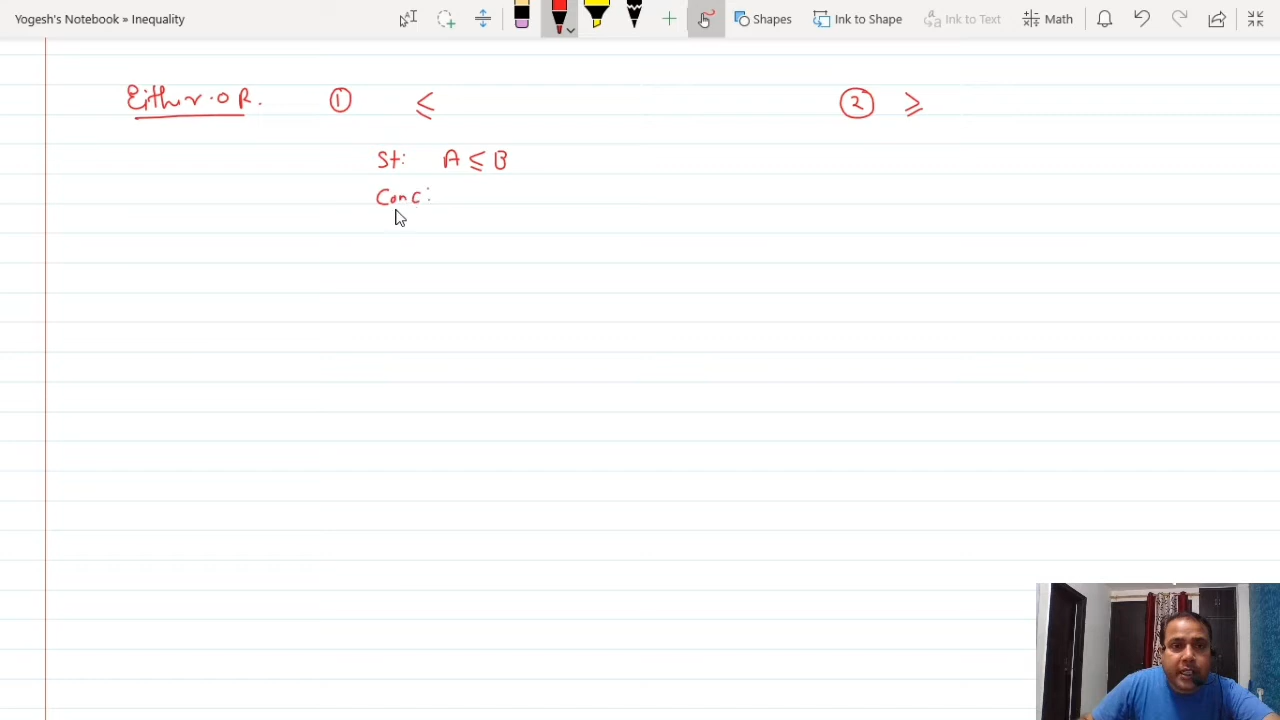 Yogesh's Notebook » Inequality
Shapes
Ink to Shape
Ink to Text
Math
Either OR. ① ⩽ ② ⩾
St: A ⩽ B
Conc: